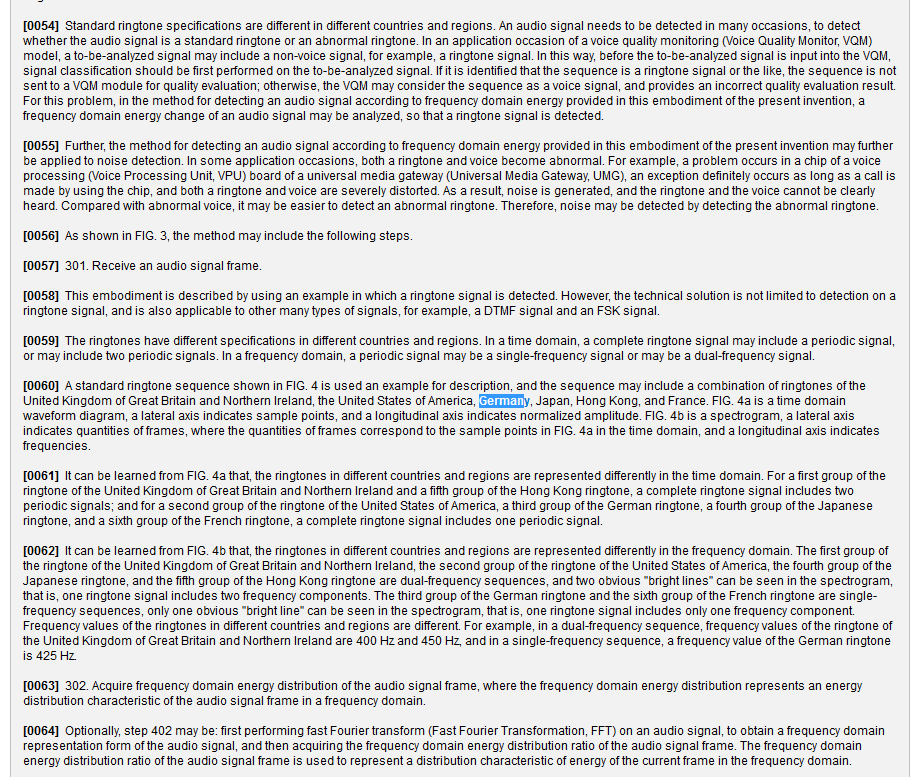 [0054] Standard ringtone specifications are different in different countries and regions. An audio signal needs to be detected in many occasions, to detect
whether the audio signal is a standard ringtone or an abnormal ringtone. In an application occasion of a voice quality monitoring (Voice Quality Monitor, VQM)
model, a to-be-analyzed signal may include a non-voice signal, for example, a ringtone signal. In this way, before the to-be-analyzed signal is input into the VQM,
signal classification should be first performed on the to-be-analyzed signal. If it is identified that the sequence is a ringtone signal or the like, the sequence is not
sent to a VQM module for quality evaluation; otherwise, the VQM may consider the sequence as a voice signal, and provides an incorrect quality evaluation result.
For this problem, in the method for detecting an audio signal according to frequency domain energy provided in this embodiment of the present invention, a
frequency domain energy change of an audio signal may be analyzed, so that a ringtone signal is detected.
[0055] Further, the method for detecting an audio signal according to frequency domain energy provided in this embodiment of the present invention may further
be applied to noise detection. In some application occasions, both a ringtone and voice become abnormal. For example, a problem occurs in a chip of a voice
processing (Voice Processing Unit, VPU) board of a universal media gateway (Universal Media Gateway, UMG), an exception definitely occurs as long as a call is
made by using the chip, and both a ringtone and voice are severely distorted. As a result, noise is generated, and the ringtone and the voice cannot be clearly
heard. Compared with abnormal voice, it may be easier to detect an abnormal ringtone. Therefore, noise may be detected by detecting the abnormal ringtone.
[0056] As shown in FIG. 3, the method may include the following steps.
[0057] 301. Receive an audio signal frame.
[0058] This embodiment is described by using an example in which a ringtone signal is detected. However, the technical solution is not limited to detection on a
ringtone signal, and is also applicable to other many types of signals, for example, a DTMF signal and an FSK signal.
[0059] The ringtones have different specifications in different countries and regions. In a time domain, a complete ringtone signal may include a periodic signal,
or may include two periodic signals. In a frequency domain, a periodic signal may be a single-frequency signal or may be a dual-frequency signal.
[0060] A standard ringtone sequence shown in FIG. 4 is used an example for description, and the sequence may include a combination of ringtones of the
United Kingdom of Great Britain and Northern Ireland, the United States of America, Germany, Japan, Hong Kong, and France. FIG. 4a is a time domain
waveform diagram, a lateral axis indicates sample points, and a longitudinal axis indicates normalized amplitude. FIG. 4b is a spectrogram, a lateral axis
indicates quantities of frames, where the quantities of frames correspond to the sample points in FIG. 4a in the time domain, and a longitudinal axis indicates
frequencies.
[0061] It can be learned from FIG. 4a that, the ringtones in different countries and regions are represented differently in the time domain. For a first group of the
ringtone of the United Kingdom of Great Britain and Northern Ireland and a fifth group of the Hong Kong ringtone, a complete ringtone signal includes two
periodic signals; and for a second group of the ringtone of the United States of America, a third group of the German ringtone, a fourth group of the Japanese
ringtone, and a sixth group of the French ringtone, a complete ringtone signal includes one periodic signal.
[0062] It can be learned from FIG. 4b that, the ringtones in different countries and regions are represented differently in the frequency domain. The first group of
the ringtone of the United Kingdom of Great Britain and Northern Ireland, the second group of the ringtone of the United States of America, the fourth group of the
Japanese ringtone, and the fifth group of the Hong Kong ringtone are dual-frequency sequences, and two obvious "bright lines" can be seen in the spectrogram,
that is, one ringtone signal includes two frequency components. The third group of the German ringtone and the sixth group of the French ringtone are single-
frequency sequences, only one obvious "bright line" can be seen in the spectrogram, that is, one ringtone signal includes only one frequency component.
Frequency values of the ringtones in different countries and regions are different. For example, in a dual-frequency sequence, frequency values of the ringtone of
the United Kingdom of Great Britain and Northern Ireland are 400 Hz and 450 Hz, and in a single-frequency sequence, a frequency value of the German ringtone
is 425 Hz.
[0063] 302. Acquire frequency domain energy distribution of the audio signal frame, where the frequency domain energy distribution represents an energy
distribution characteristic of the audio signal frame in a frequency domain.
[0064] Optionally, step 402 may be: first performing fast Fourier transform (Fast Fourier Transformation, FFT) on an audio signal, to obtain a frequency domain
representation form of the audio signal, and then acquiring the frequency domain energy distribution ratio of the audio signal frame. The frequency domain
energy distribution ratio of the audio signal frame is used to represent a distribution characteristic of energy of the current frame in the frequency domain.